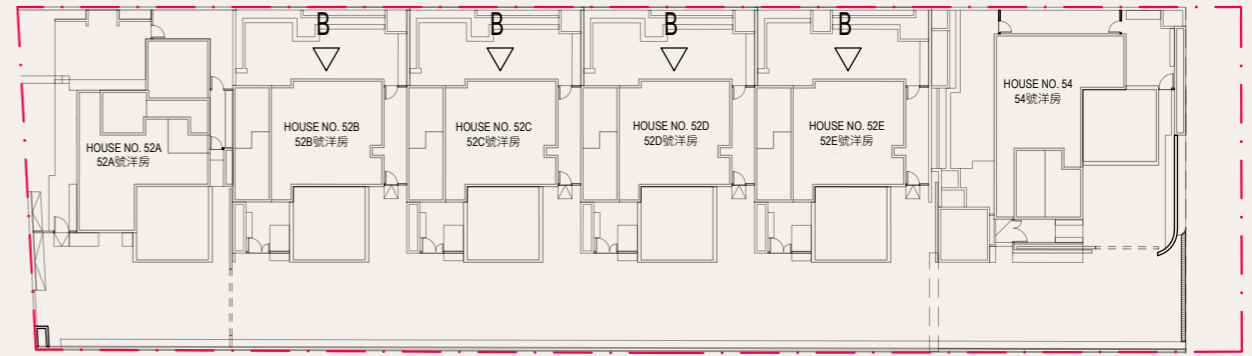 B
B
B
B
HOUSE NO. 52A
52A號洋房
HOUSE NO. 52B
52B號洋房
HOUSE NO. 52C
52C號洋房
HOUSE NO. 52D
52D號洋房
HOUSE NO. 52E
52E號洋房
HOUSE NO. 54
54號洋房